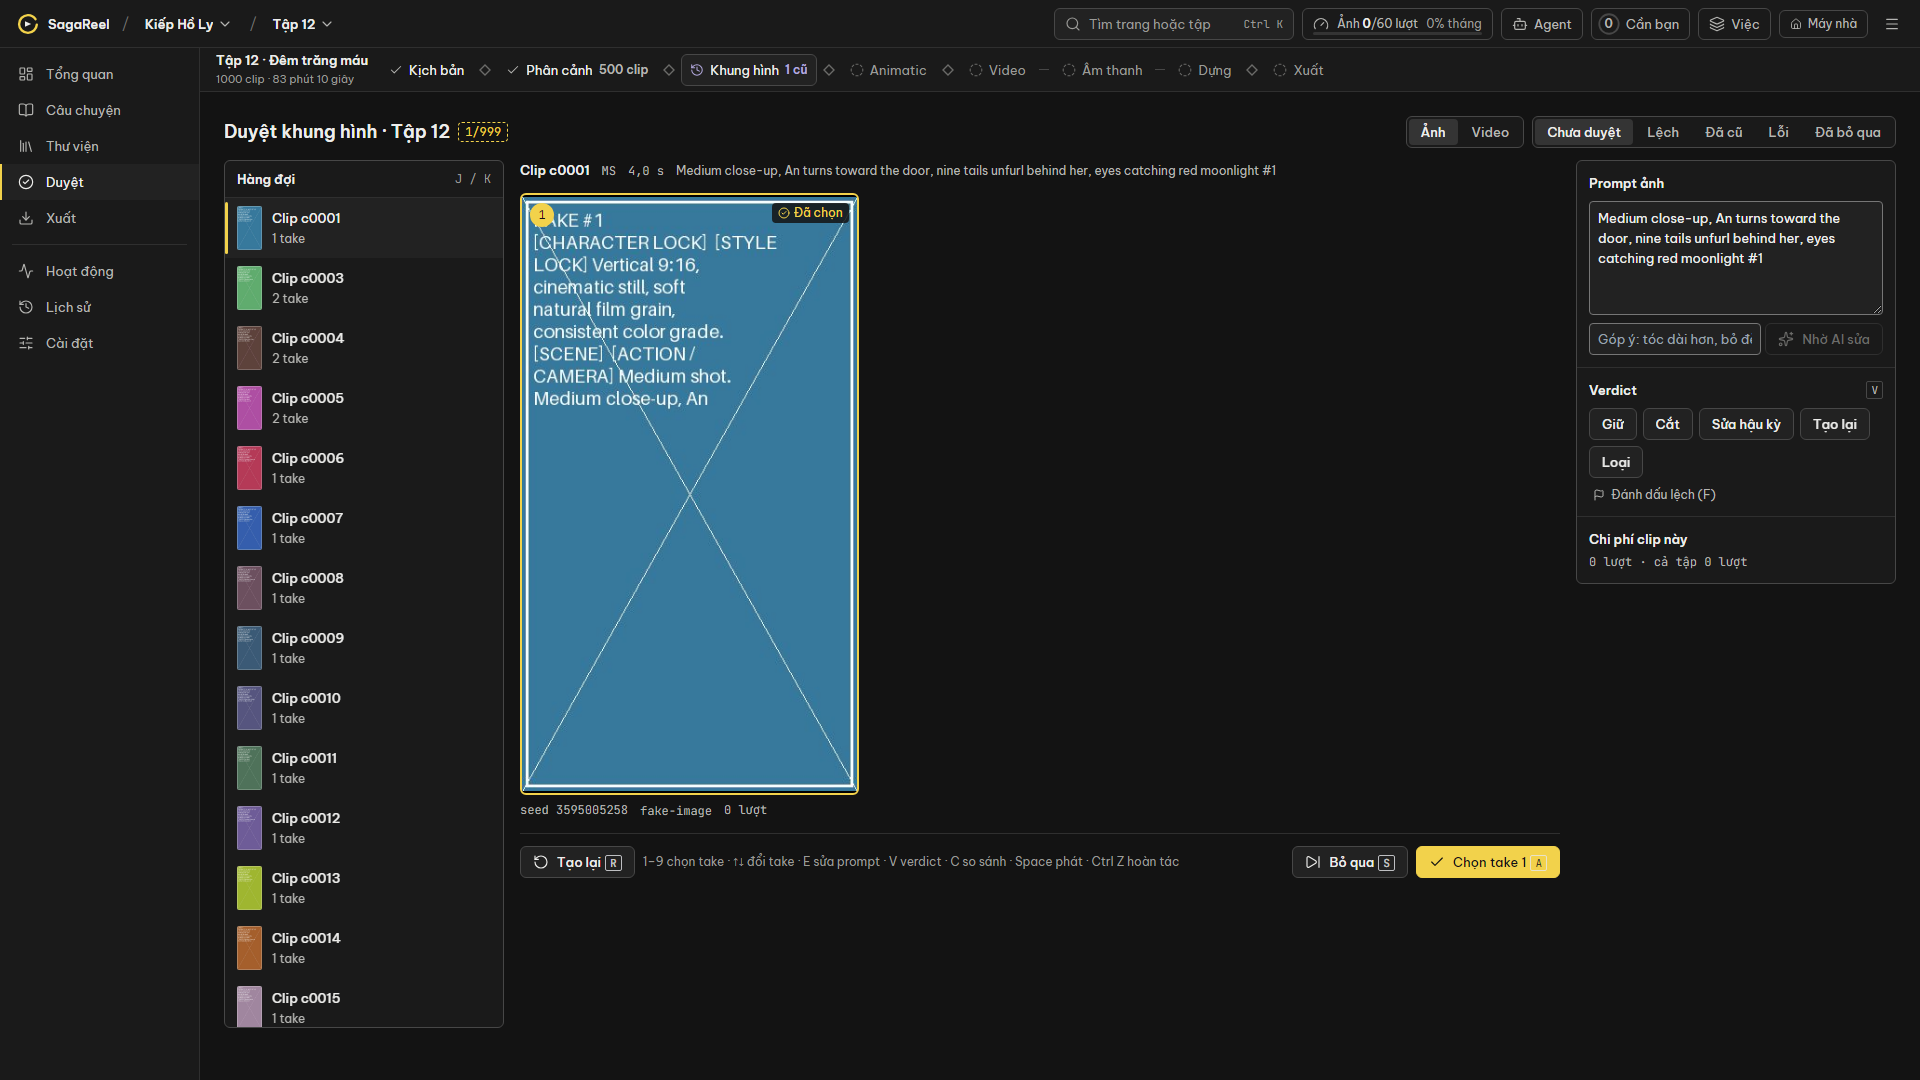 SagaReel / Kiếp Hồ Ly / Tập 12
Tìm trang hoặc tập Ctrl K
Ảnh 0/60 lượt 0% tháng
Agent
0 Cần bạn
Việc
Máy nhà
Tổng quan
Câu chuyện
Thư viện
Duyệt
Xuất
Hoạt động
Lịch sử
Cài đặt
Tập 12 · Đêm trăng máu
1000 clip · 83 phút 10 giây
Kịch bản
Phân cảnh 500 clip
Khung hình 1 cũ
Animatic
Video
Âm thanh
Dựng
Xuất
Duyệt khung hình · Tập 12 1/999
Ảnh Video
Chưa duyệt Lệch Đã cũ Lỗi Đã bỏ qua
Hàng đợi J / K
Clip c0001
1 take
Clip c0003
2 take
Clip c0004
2 take
Clip c0005
2 take
Clip c0006
1 take
Clip c0007
1 take
Clip c0008
1 take
Clip c0009
1 take
Clip c0010
1 take
Clip c0011
1 take
Clip c0012
1 take
Clip c0013
1 take
Clip c0014
1 take
Clip c0015
1 take
Clip c0001 MS 4,0 s Medium close-up, An turns toward the door, nine tails unfurl behind her, eyes catching red moonlight #1
1
Đã chọn
AKE #1
[CHARACTER LOCK] [STYLE
LOCK] Vertical 9:16,
cinematic still, soft
natural film grain,
consistent color grade.
[SCENE] [ACTION /
CAMERA] Medium shot.
Medium close-up, An
seed 3595005258 fake-image 0 lượt
Tạo lại R
1–9 chọn take · ↑↓ đổi take · E sửa prompt · V verdict · C so sánh · Space phát · Ctrl Z hoàn tác
Bỏ qua S
Chọn take 1 A
Prompt ảnh
Medium close-up, An turns toward the
door, nine tails unfurl behind her, eyes
catching red moonlight #1
Góp ý: tóc dài hơn, bỏ
Nhờ AI sửa
Verdict V
Giữ
Cắt
Sửa hậu kỳ
Tạo lại
Loại
Đánh dấu lệch (F)
Chi phí clip này
0 lượt · cả tập 0 lượt